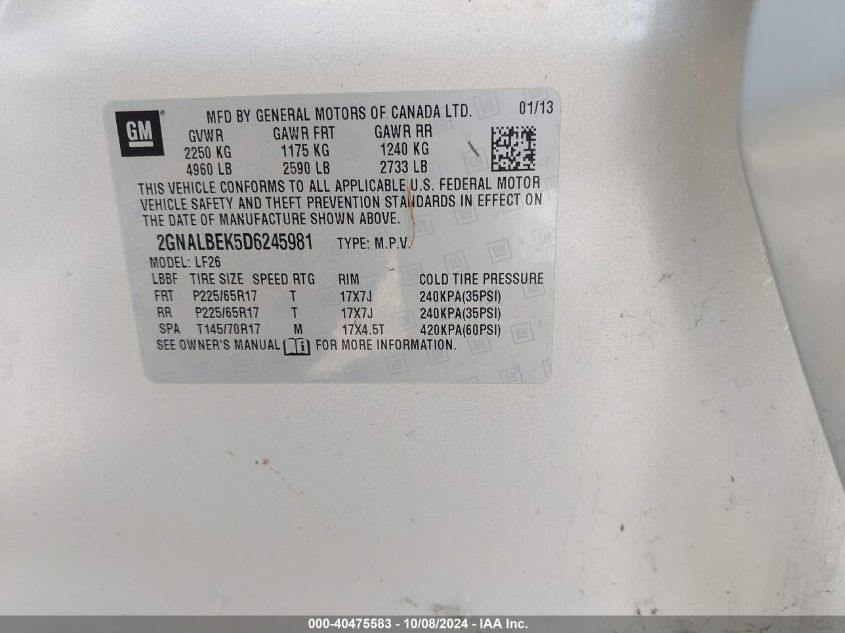 GM
MFD BY GENERAL MOTORS OF CANADA LTD. 01/13
GVWR GAWR FRT GAWR RR
2250 KG 1175 KG 1240 KG
4960 LB 2590 LB 2733 LB
THIS VEHICLE CONFORMS TO ALL APPLICABLE U.S. FEDERAL MOTOR
VEHICLE SAFETY AND THEFT PREVENTION STANDARDS IN EFFECT ON
THE DATE OF MANUFACTURE SHOWN ABOVE.
2GNALBEK5D6245981 TYPE: M.P.V.
MODEL: LF26
LBBF TIRE SIZE SPEED RTG RIM COLD TIRE PRESSURE
FRT P225/65R17 T 17X7J 240KPA(35PSI)
RR P225/65R17 T 17X7J 240KPA(35PSI)
SPA T145/70R17 M 17X4.5T 420KPA(60PSI)
SEE OWNER'S MANUAL FOR MORE INFORMATION.
000-40475583 - 10/08/2024 - IAA Inc.